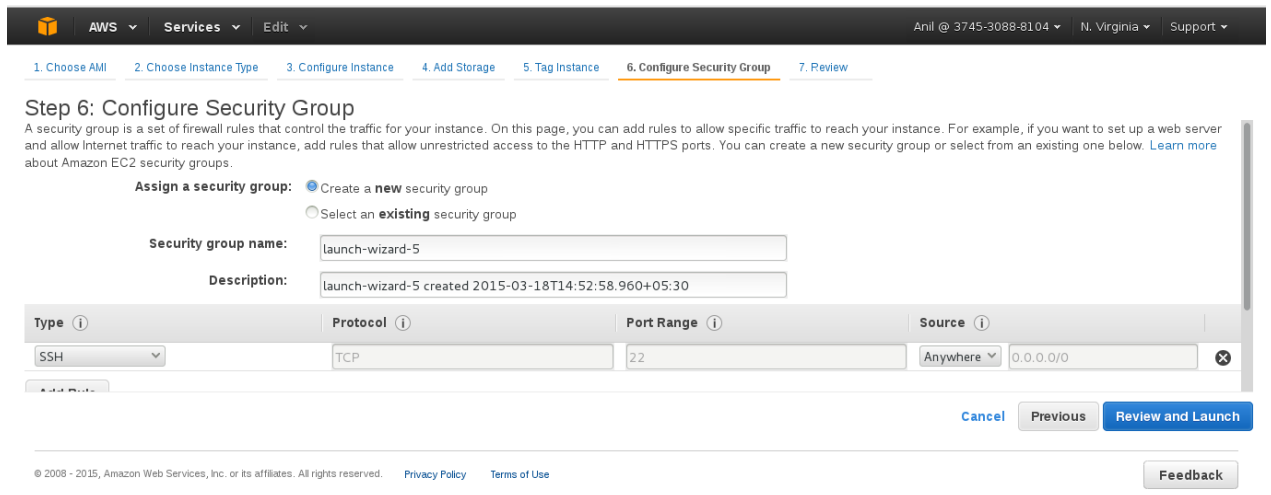 AWS Services Edit Anil @ 3745-3088-8104 N. Virginia Support
1. Choose AMI 2. Choose Instance Type 3. Configure Instance 4. Add Storage 5. Tag Instance 6. Configure Security Group 7. Review
Step 6: Configure Security Group
A security group is a set of firewall rules that control the traffic for your instance. On this page, you can add rules to allow specific traffic to reach your instance. For example, if you want to set up a web server
and allow Internet traffic to reach your instance, add rules that allow unrestricted access to the HTTP and HTTPS ports. You can create a new security group or select from an existing one below. Learn more
about Amazon EC2 security groups.
Assign a security group: Create a new security group
Select an existing security group
Security group name: launch-wizard-5
Description: launch-wizard-5 created 2015-03-18T14:52:58.960+05:30
Type i Protocol i Port Range i Source i
SSH TCP 22 Anywhere 0.0.0.0/0
Add Rule
Cancel Previous Review and Launch
© 2008 - 2015, Amazon Web Services, Inc. or its affiliates. All rights reserved. Privacy Policy Terms of Use Feedback